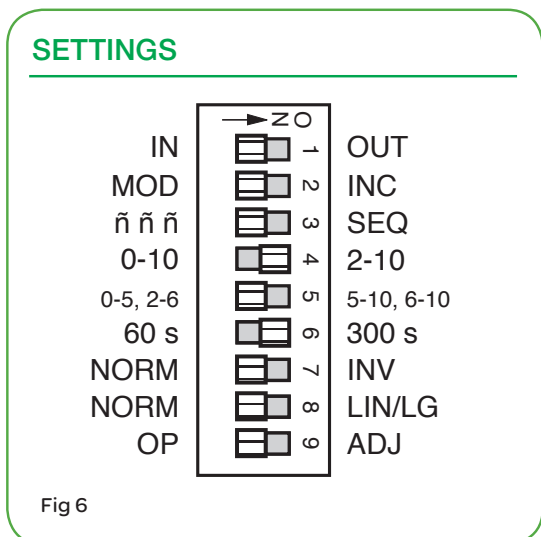 SETTINGS
NO
IN 1 OUT
MOD 2 INC
ñ ñ ñ 3 SEQ
0-10 4 2-10
0-5, 2-6 5 5-10, 6-10
60 s 6 300 s
NORM 7 INV
NORM 8 LIN/LG
OP 9 ADJ
Fig 6